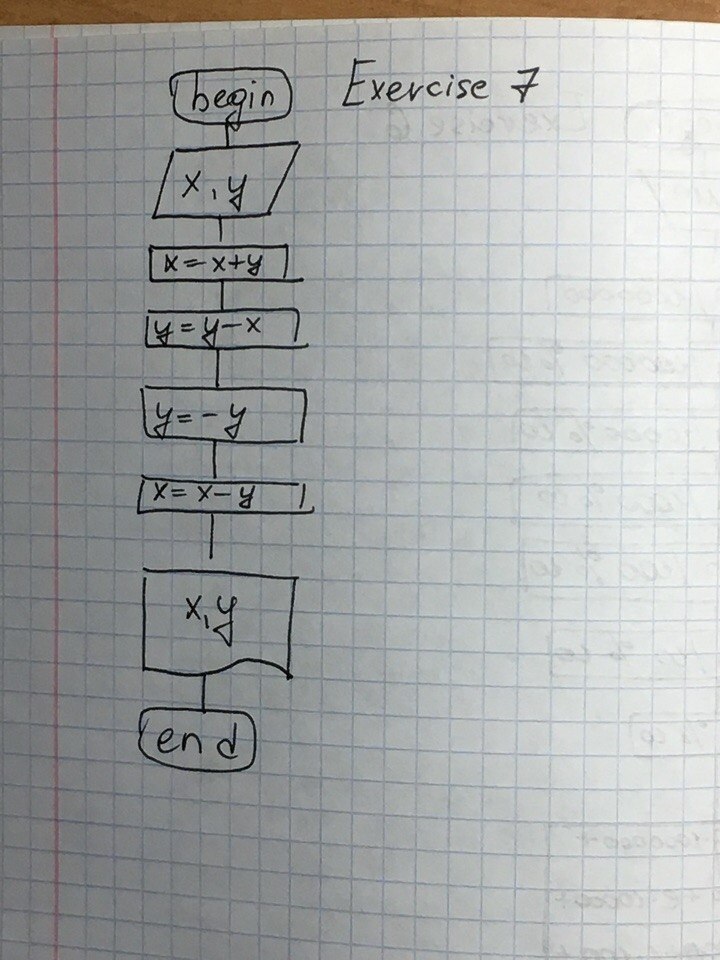 begin Exercise 7
x, y
x=x+y
y=y-x
y=-y
x=x-y
x,y
end